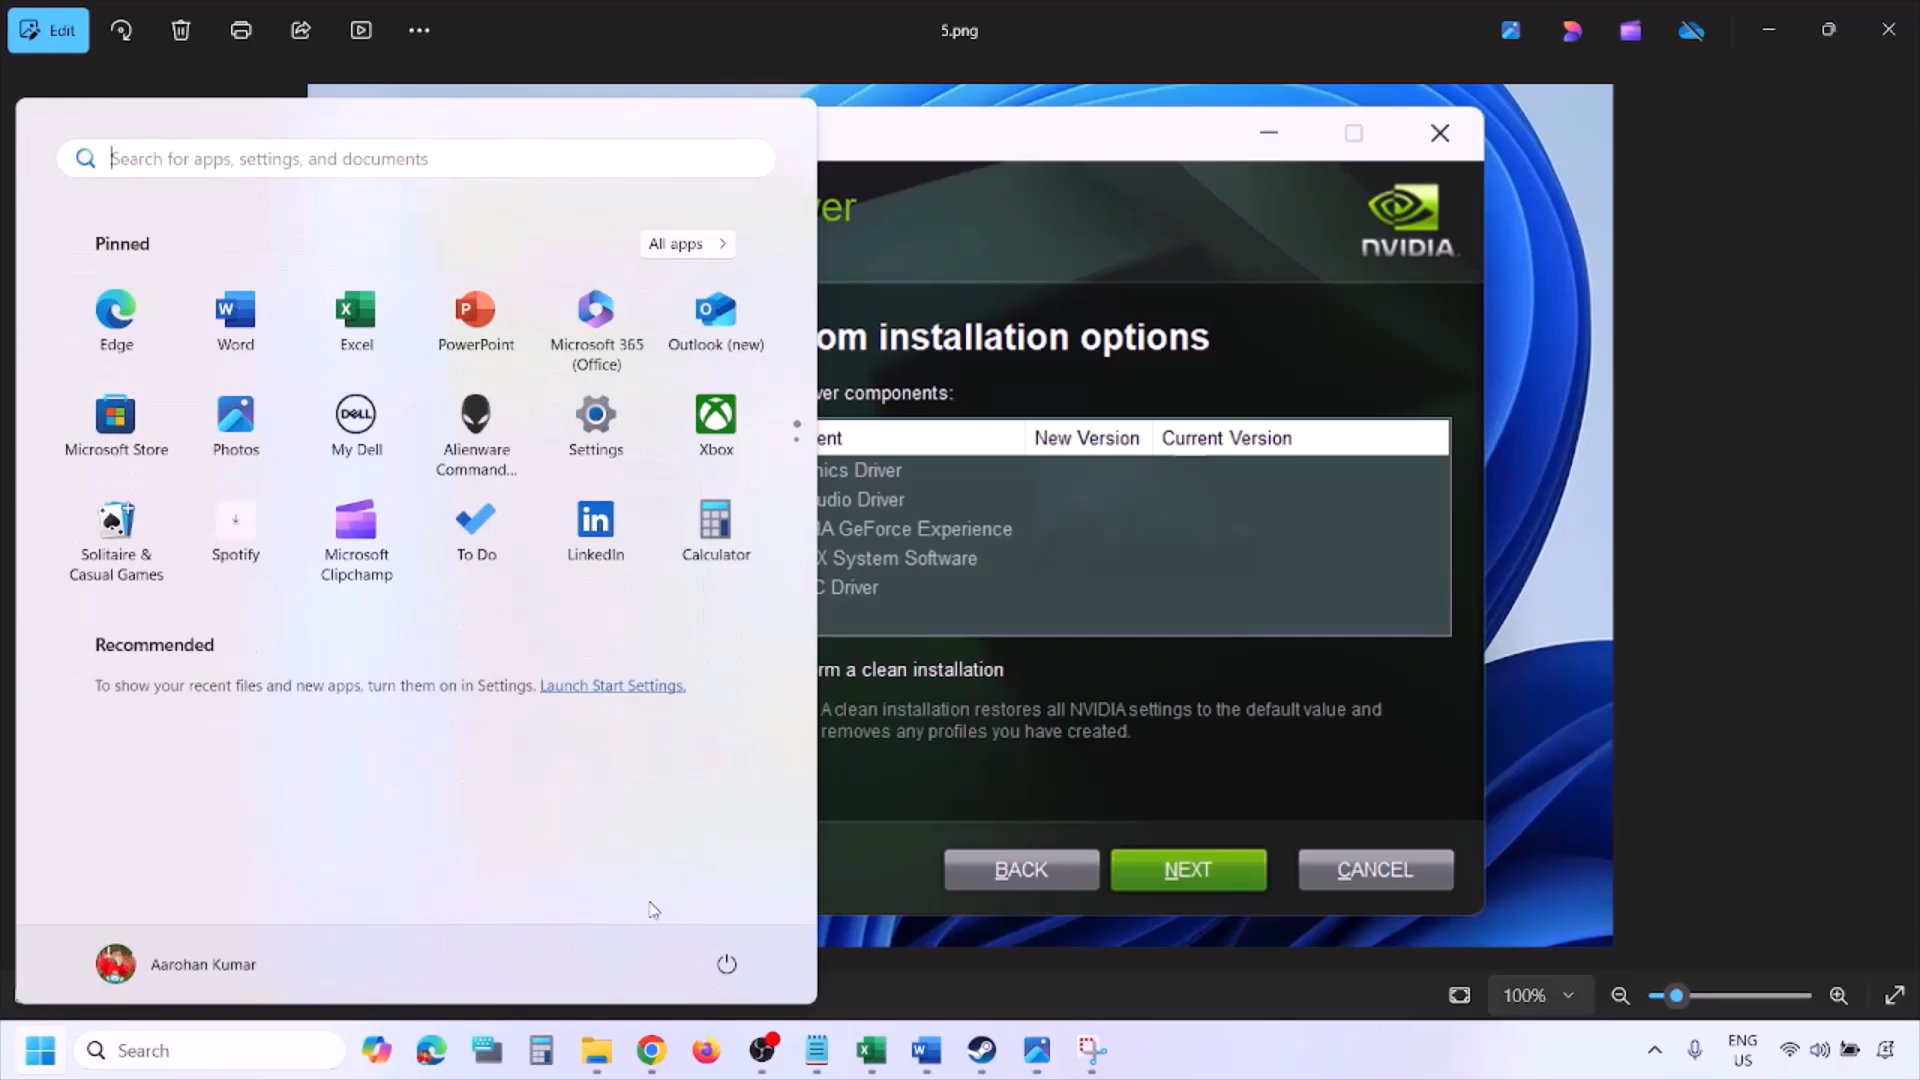 Edit
5.png
Search for apps, settings, and documents
Pinned
All apps
Edge
Word
Excel
PowerPoint
Microsoft 365
(Office)
Outlook (new)
Microsoft Store
Photos
DELL
My Dell
Alienware
Command...
Settings
Xbox
Solitaire &
Casual Games
Spotify
Microsoft
Clipchamp
To Do
LinkedIn
Calculator
Recommended
To show your recent files and new apps, turn them on in Settings. Launch Start Settings.
Aarohan Kumar
ver
NVIDIA
om installation options
ver components:
ent New Version Current Version
nics Driver
udio Driver
IA GeForce Experience
X System Software
C Driver
rm a clean installation
A clean installation restores all NVIDIA settings to the default value and
removes any profiles you have created.
BACK
NEXT
CANCEL
100%
Search
ENG
US